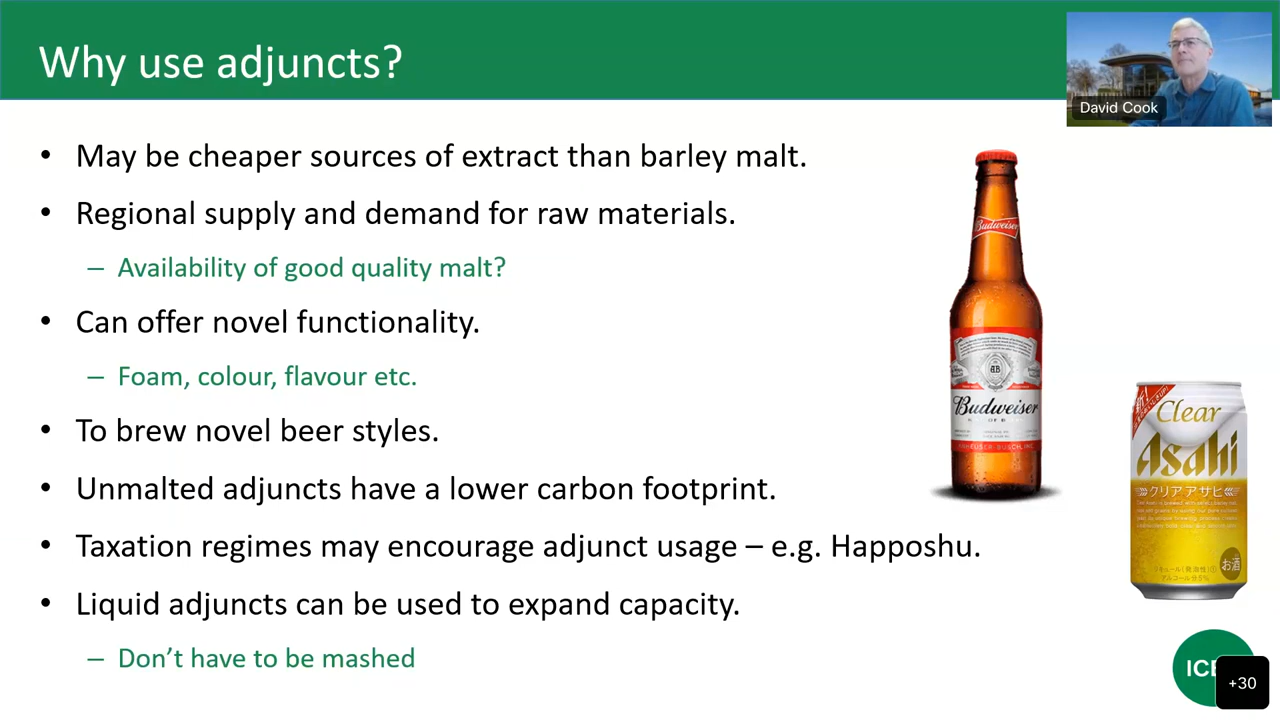 Why use adjuncts?
David Cook
• May be cheaper sources of extract than barley malt.
• Regional supply and demand for raw materials.
– Availability of good quality malt?
• Can offer novel functionality.
– Foam, colour, flavour etc.
• To brew novel beer styles.
• Unmalted adjuncts have a lower carbon footprint.
• Taxation regimes may encourage adjunct usage – e.g. Happoshu.
• Liquid adjuncts can be used to expand capacity.
– Don’t have to be mashed
Budweiser
Budweiser
Clear
Asahi
クリアアサヒ
お酒
+30